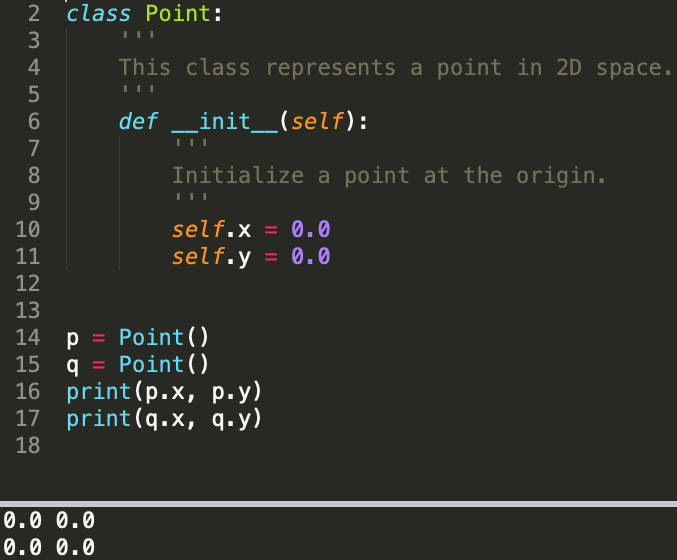 2 class Point:
3     '''
4     This class represents a point in 2D space.
5     '''
6     def __init__(self):
7         '''
8         Initialize a point at the origin.
9         '''
10         self.x = 0.0
11         self.y = 0.0
12
13
14 p = Point()
15 q = Point()
16 print(p.x, p.y)
17 print(q.x, q.y)
18
0.0 0.0
0.0 0.0